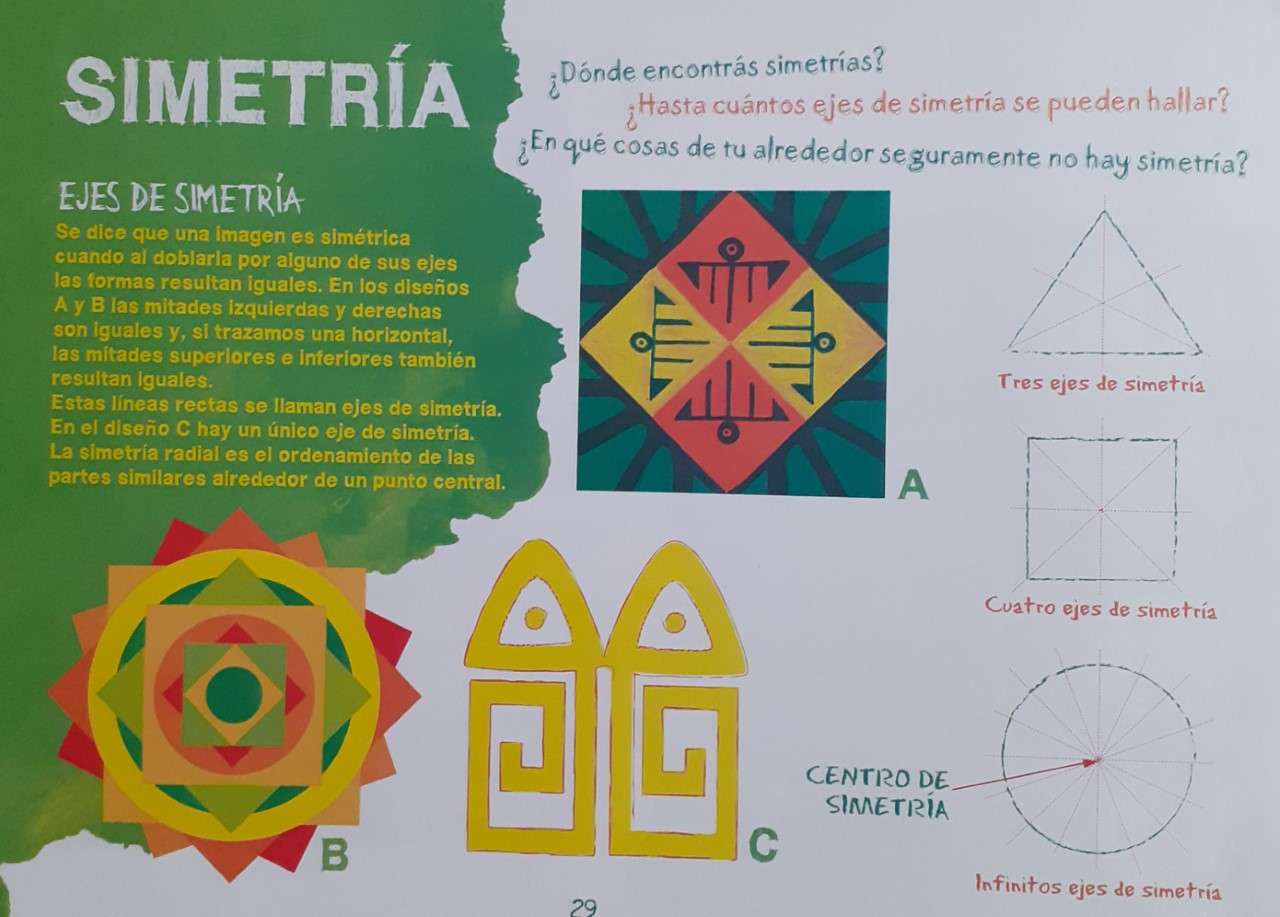 SIMETRÍA
EJES DE SIMETRÍA
Se dice que una imagen es simétrica
cuando al doblarla por alguno de sus ejes
las formas resultan iguales. En los diseños
A y B las mitades izquierdas y derechas
son iguales y, si trazamos una horizontal,
las mitades superiores e inferiores también
resultan iguales.
Estas líneas rectas se llaman ejes de simetría.
En el diseño C hay un único eje de simetría.
La simetría radial es el ordenamiento de las
partes similares alrededor de un punto central.
¿Dónde encontrás simetrías?
¿Hasta cuántos ejes de simetría se pueden hallar?
¿En qué cosas de tu alrededor seguramente no hay simetría?
A
Tres ejes de simetría
Cuatro ejes de simetría
B
C
CENTRO DE
SIMETRÍA
Infinitos ejes de simetría
29